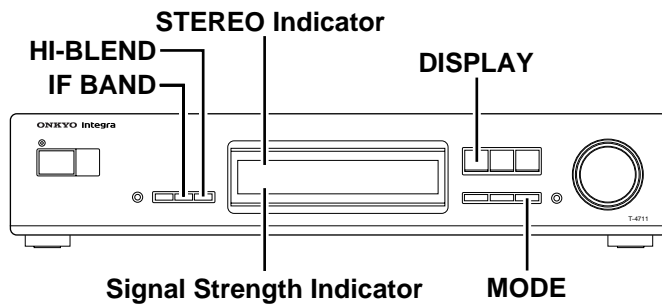 STEREO Indicator
HI-BLEND
DISPLAY
IF BAND
ONKYO Integra
T-4711
Signal Strength Indicator
MODE